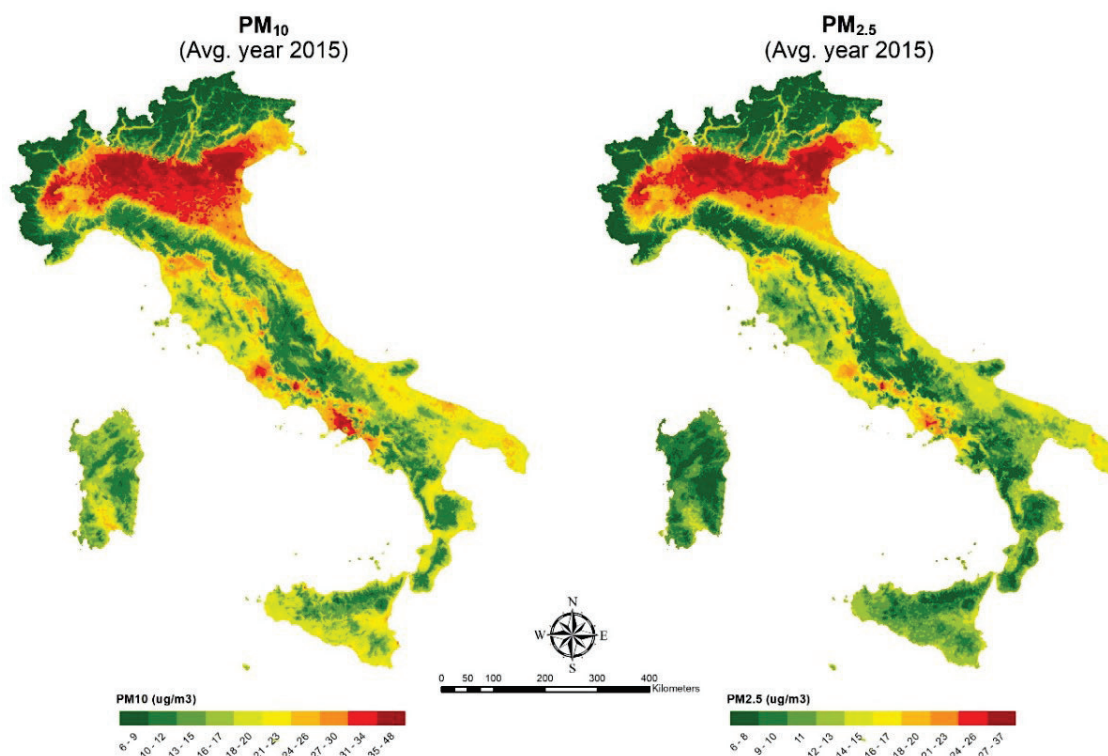 PM10
(Avg. year 2015)
PM2.5
(Avg. year 2015)
N
W E
S
0 50 100 200 300 400
Kilometers
PM10 (ug/m3)
6 - 9
10 - 12
13 - 15
16 - 17
18 - 20
21 - 23
24 - 26
27 - 30
31 - 34
35 - 48
PM2.5 (ug/m3)
6 - 8
9 - 10
11
12 - 13
14 - 15
16 - 17
18 - 20
21 - 23
24 - 26
27 - 37